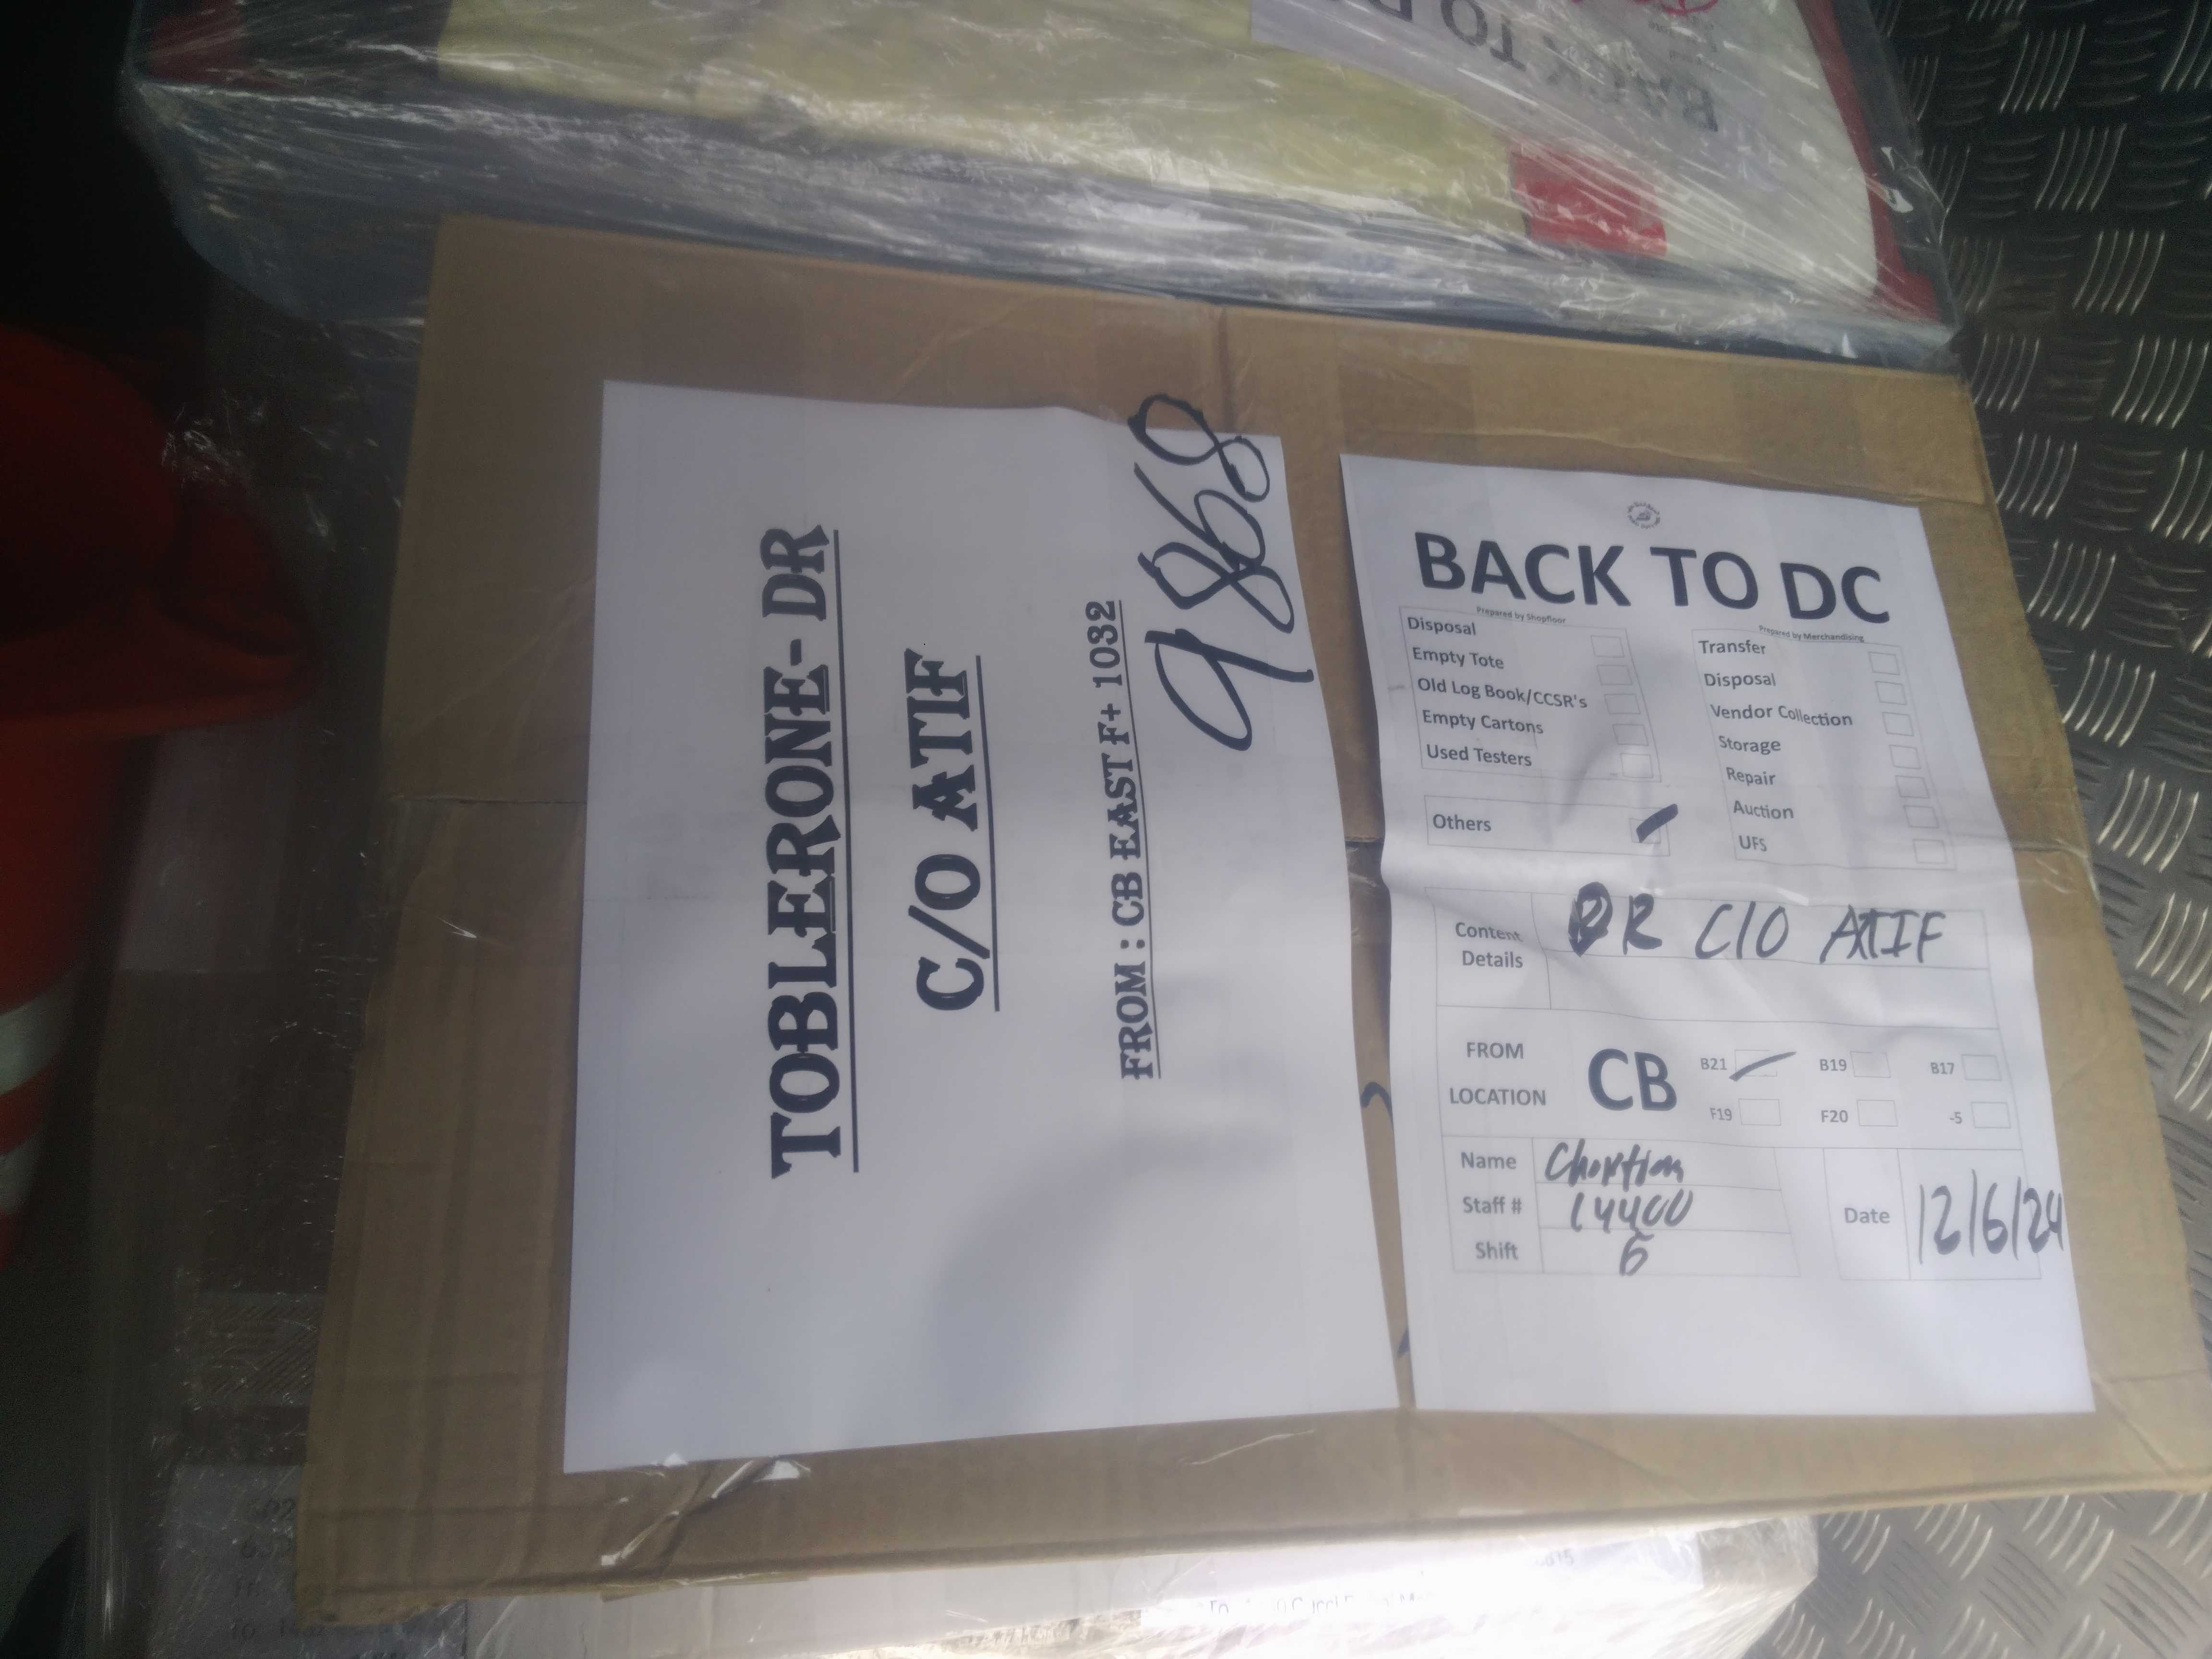 BACK TO D
TOBLERONE- DR
C/O ATIF
FROM : CB EAST F+ 1032
9868
BACK TO DC
Prepared by Shopfloor
Disposal
Empty Tote
Old Log Book/CCSR's
Empty Cartons
Used Testers
Others
Prepared by Merchandising
Transfer
Disposal
Vendor Collection
Storage
Repair
Auction
UFS
Content Details
DR C/O ATIF
FROM LOCATION
CB
B21 B19 B17
F19 F20 -5
Name
Staff # 14400
Shift 6
Date 12/6/24